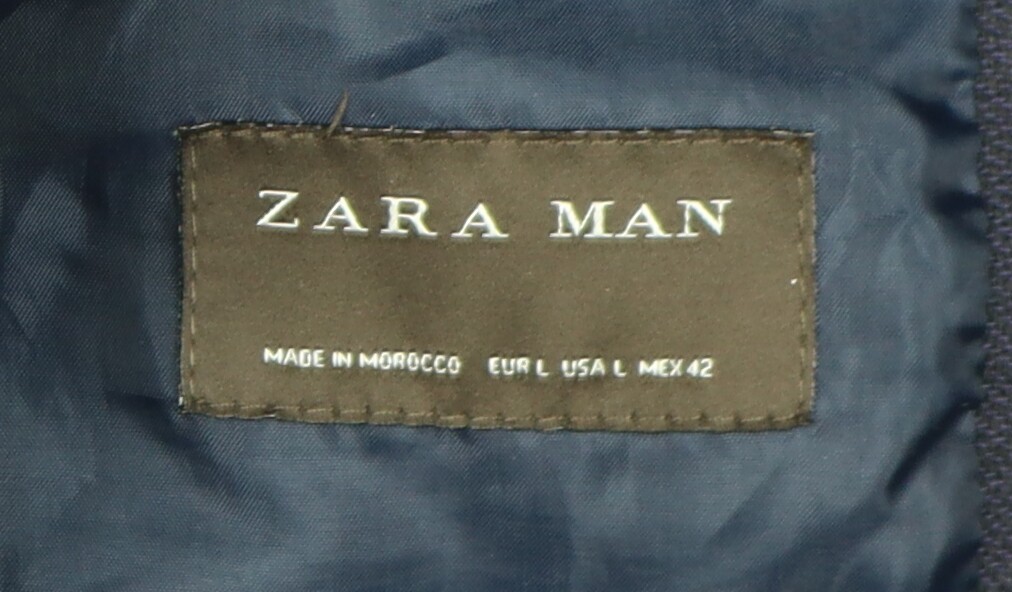 ZARA MAN
MADE IN MOROCCO EUR L USA L MEX 42